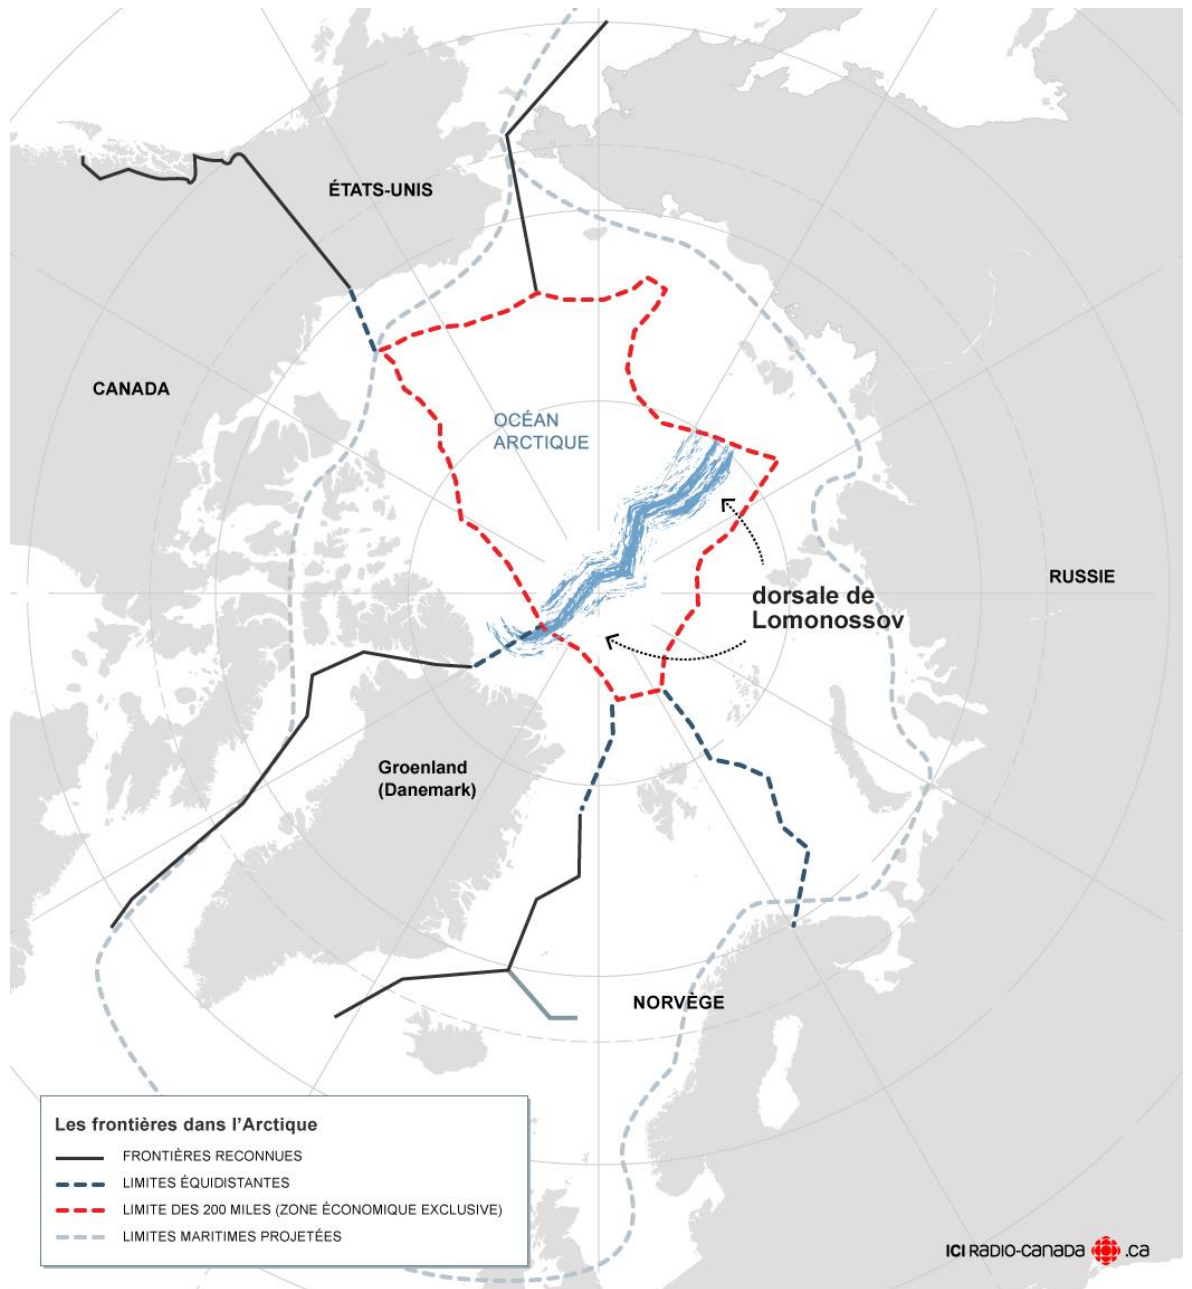 ÉTATS-UNIS
CANADA
OCÉAN
ARCTIQUE
RUSSIE
dorsale de
Lomonossov
Groenland
(Danemark)
NORVÈGE
Les frontières dans l'Arctique
FRONTIÈRES RECONNUES
LIMITES ÉQUIDISTANTES
LIMITE DES 200 MILES (ZONE ÉCONOMIQUE EXCLUSIVE)
LIMITES MARITIMES PROJETÉES
ICI RADIO-CANADA .ca